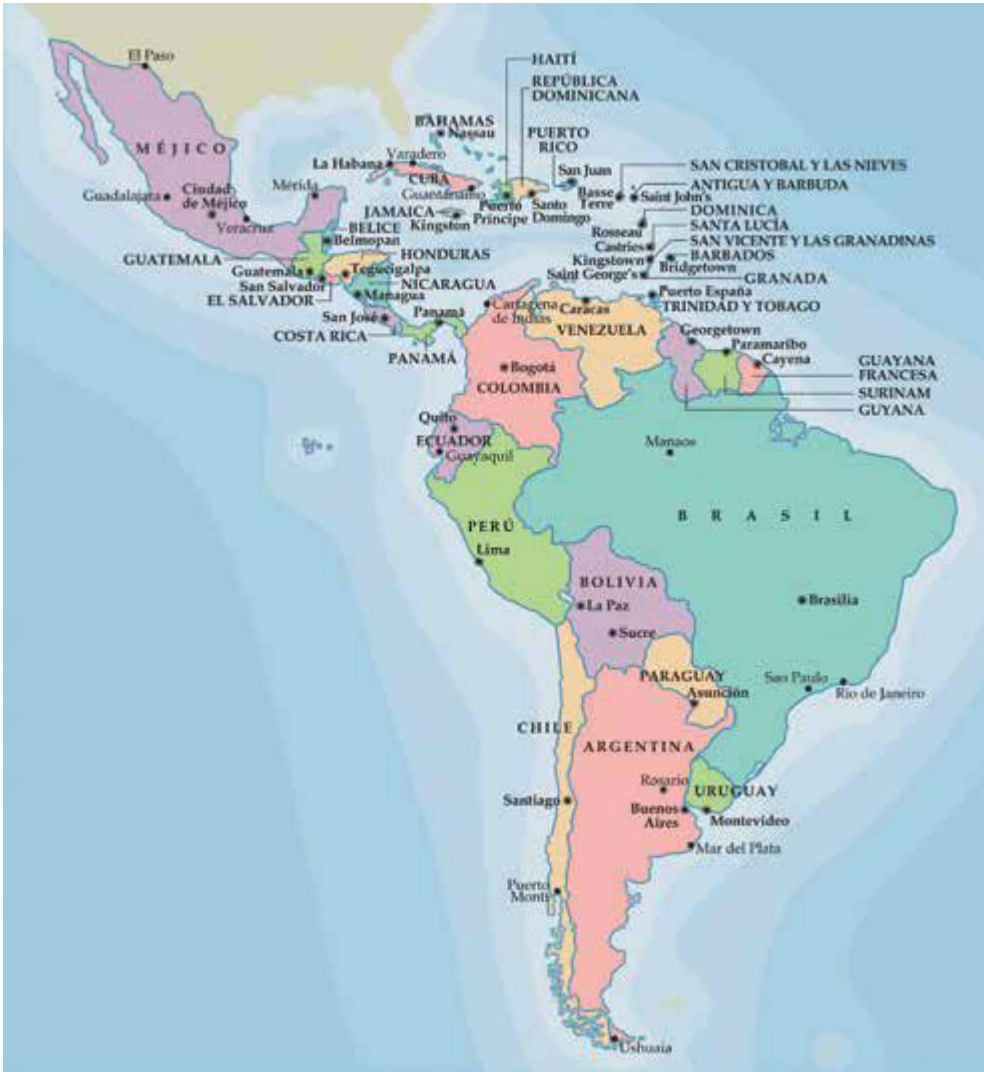 El Paso
MÉJICO
Guadalajara
Ciudad
de Méjico
Veracruz
Mérida
HAITÍ
REPÚBLICA
DOMINICANA
BAHAMAS
Nassau
PUERTO
RICO
San Juan
La Habana
Varadero
CUBA
Guantánamo
JAMAICA
Kingston
Puerto
Príncipe
Santo
Domingo
Basse
Terre
SAN CRISTOBAL Y LAS NIEVES
ANTIGUA Y BARBUDA
Saint John's
DOMINICA
Rosseau
SANTA LUCÍA
Castries
SAN VICENTE Y LAS GRANADINAS
Kingstown
BARBADOS
Bridgetown
Saint George's
GRANADA
Puerto España
TRINIDAD Y TOBAGO
BELICE
Belmopan
GUATEMALA
Guatemala
HONDURAS
Tegucigalpa
San Salvador
EL SALVADOR
NICARAGUA
Managua
San José
COSTA RICA
Panamá
PANAMÁ
Cartagena
de Indias
Caracas
VENEZUELA
Georgetown
Paramaribo
Cayena
GUAYANA
FRANCESA
SURINAM
GUYANA
Bogotá
COLOMBIA
Quito
ECUADOR
Guayaquil
Manaos
BRASIL
PERÚ
Lima
BOLIVIA
La Paz
Sucre
Brasilia
PARAGUAY
Asunción
Sao Paulo
Rio de Janeiro
CHILE
ARGENTINA
Rosario
URUGUAY
Santiago
Buenos
Aires
Montevideo
Mar del Plata
Puerto
Montt
Ushuaia